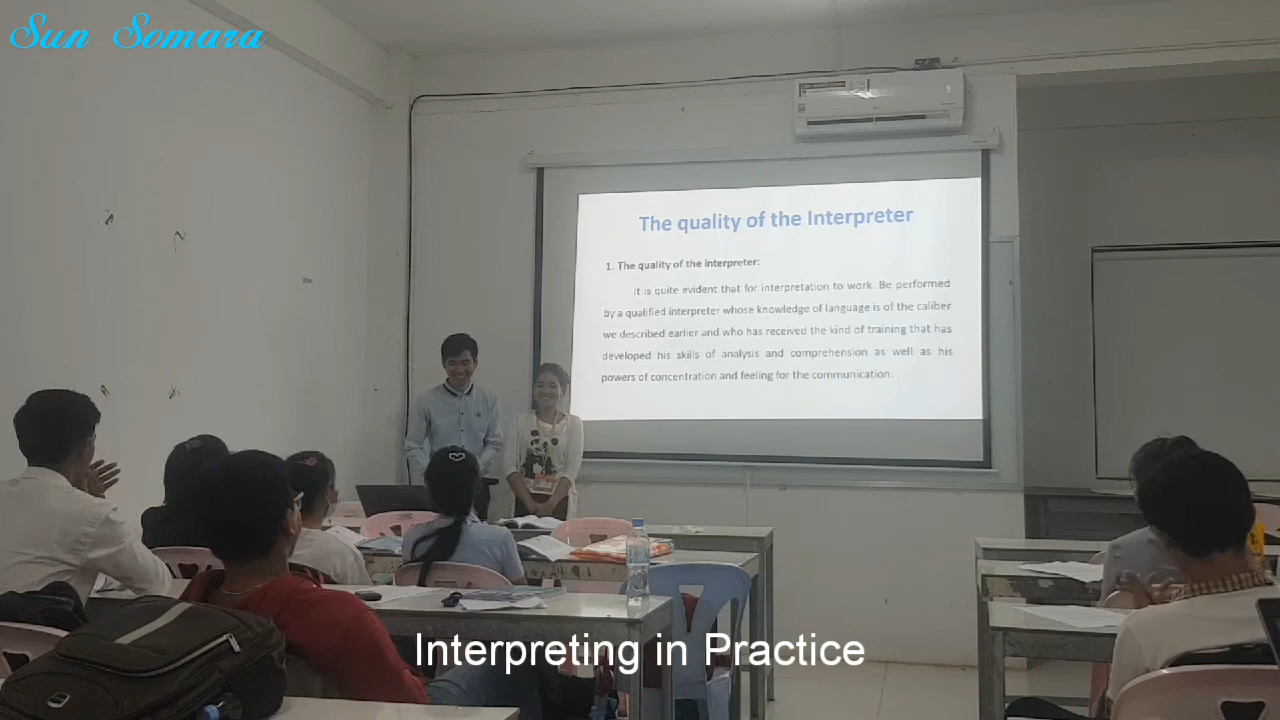 Sun Somara
The quality of the Interpreter
1. The quality of the interpreter:
It is quite evident that for interpretation to work. Be performed
by a qualified interpreter whose knowledge of language is of the caliber
we described earlier and who has received the kind of training that has
developed his skills of analysis and comprehension as well as his
powers of concentration and feeling for the communication.
Interpreting in Practice